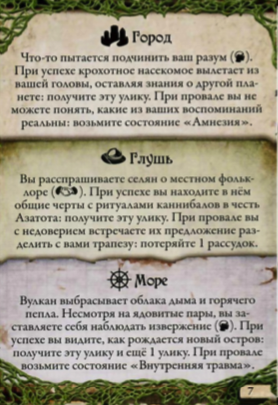 Город
Что-то пытается подчинить ваш разум ( ).
При успехе крохотное насекомое вылетает из
вашей головы, оставляя знания о другой пла-
нете: получите эту улику. При провале вы не
можете понять, какие из ваших воспоминаний
реальны: возьмите состояние «Амнезия».
Глушь
Вы расспрашиваете селян о местном фольк-
лоре ( ). При успехе вы находите в нём
общие черты с ритуалами каннибалов в честь
Азатота: получите эту улику. При провале вы
с недоверием встречаете их предложение раз-
делить с вами трапезу: потеряйте 1 рассудок.
Море
Вулкан выбрасывает облака дыма и горячего
пепла. Несмотря на ядовитые пары, вы за-
ставляете себя наблюдать извержение ( ). При
успехе вы видите, как рождается новый остров:
получите эту улику и ещё 1 улику. При провале
возьмите состояние «Внутренняя травма».
7